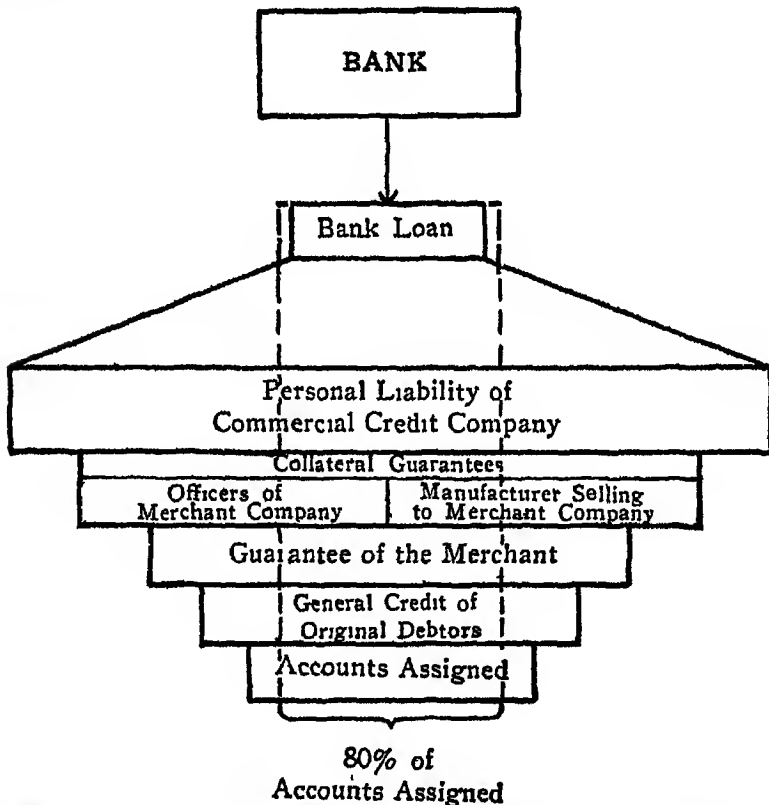 BANK
Bank Loan
Personal Liability of
Commercial Credit Company
Collateral Guarantees
Officers of
Merchant Company
Manufacturer Selling
to Merchant Company
Guarantee of the Merchant
General Credit of
Original Debtors
Accounts Assigned
80% of
Accounts Assigned